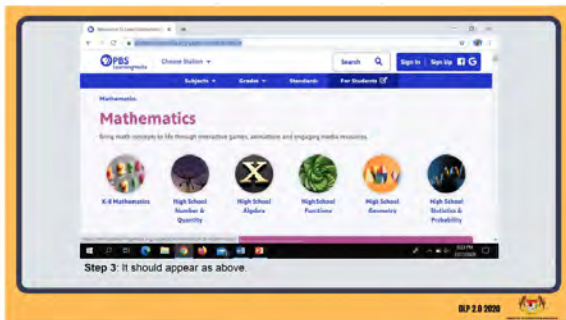 PBS
LearningMedia
Choose Station
Search
Sign In | Sign Up
Subjects
Grades
Standards
For Students
Mathematics
Mathematics
Bring math concepts to life through interactive games, animations and engaging media resources.
K-8 Mathematics
High School
Number &
Quantity
High School
Algebra
High School
Functions
High School
Geometry
High School
Statistics &
Probability
Step 3: It should appear as above.
DLP 2.0 2020